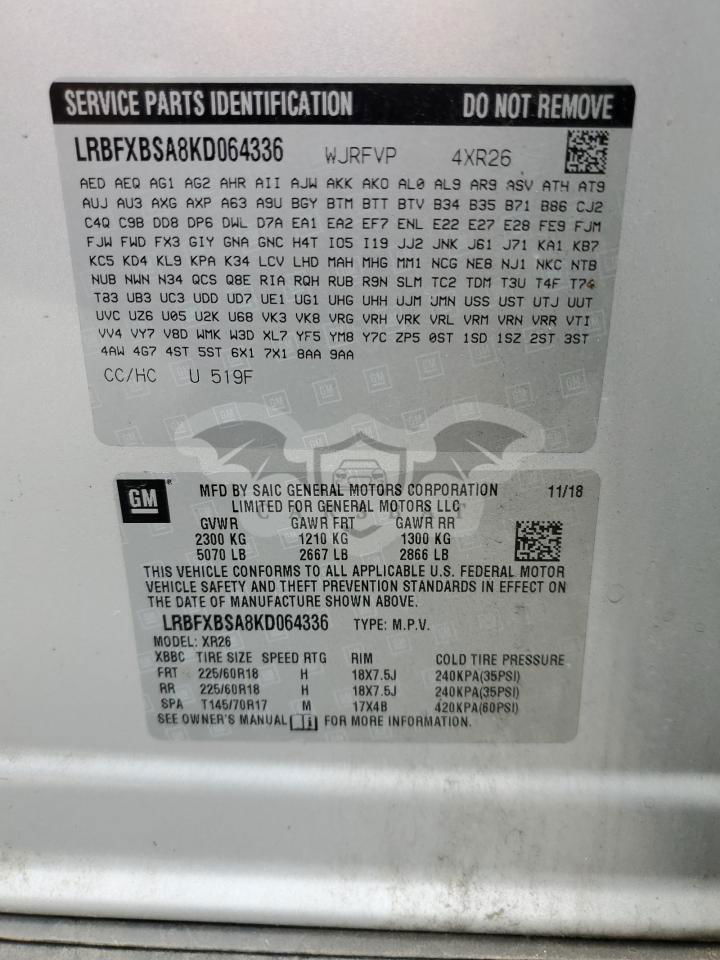 SERVICE PARTS IDENTIFICATION DO NOT REMOVE
LRBFXBSA8KD064336 WJRFVP 4XR26
AED AEQ AG1 AG2 AHR AII AJW AKK AKO AL0 AL9 AR9 ASV ATH AT9
AUJ AU3 AXG AXP A63 A9U BGY BTM BTT BTV B34 B35 B71 B86 CJ2
C4Q C9B DD8 DP6 DWL D7A EA1 EA2 EF7 ENL E22 E27 E28 FE9 FJM
FJW FWD FX3 GIY GNA GNC H4T I05 I19 JJ2 JNK J61 J71 KA1 KB7
KC5 KD4 KL9 KPA K34 LCV LHD MAH MHG MM1 NCG NE8 NJ1 NKC NTB
NUB NWN N34 QCS Q8E RIA RQH RUB R9N SLM TC2 TDM T3U T4F T74
T83 UB3 UC3 UDD UD7 UE1 UG1 UHG UHH UJM UMN USS UST UTJ UUT
UVC UZ6 U05 U2K U68 VK3 VK8 VRG VRH VRK VRL VRM VRN VRR VTI
VV4 VY7 V8D WMK W3D XL7 YF5 YM8 Y7C ZP5 0ST 1SD 1SZ 2ST 3ST
4AW 4G7 4ST 5ST 6X1 7X1 8AA 9AA
CC/HC U 519F
GM MFD BY SAIC GENERAL MOTORS CORPORATION 11/18
LIMITED FOR GENERAL MOTORS LLC
GVWR GAWR FRT GAWR RR
2300 KG 1210 KG 1300 KG
5070 LB 2667 LB 2866 LB
THIS VEHICLE CONFORMS TO ALL APPLICABLE U.S. FEDERAL MOTOR
VEHICLE SAFETY AND THEFT PREVENTION STANDARDS IN EFFECT ON
THE DATE OF MANUFACTURE SHOWN ABOVE.
LRBFXBSA8KD064336 TYPE: M.P.V.
MODEL: XR26
XBBC TIRE SIZE SPEED RTG RIM COLD TIRE PRESSURE
FRT 225/60R18 H 18X7.5J 240KPA(35PSI)
RR 225/60R18 H 18X7.5J 240KPA(35PSI)
SPA T145/70R17 M 17X4B 420KPA(60PSI)
SEE OWNER'S MANUAL FOR MORE INFORMATION.